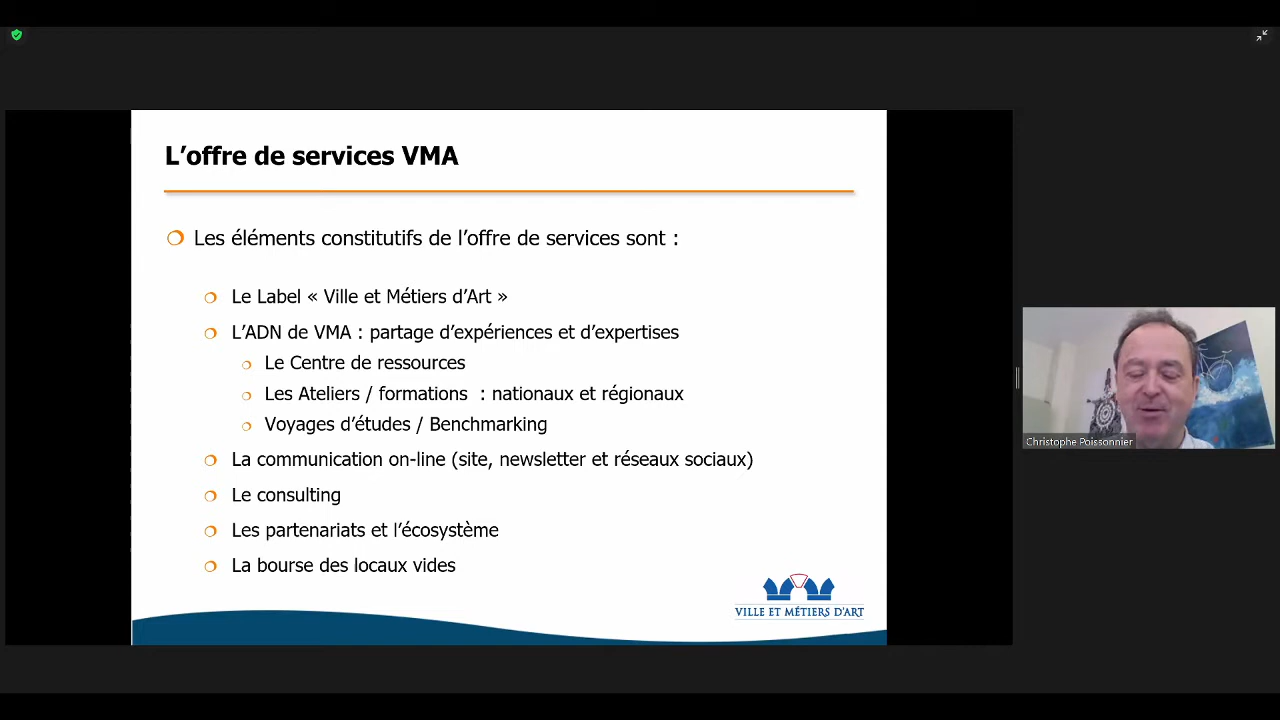 L'offre de services VMA
Les éléments constitutifs de l'offre de services sont :
Le Label « Ville et Métiers d'Art »
L'ADN de VMA : partage d'expériences et d'expertises
Le Centre de ressources
Les Ateliers / formations : nationaux et régionaux
Voyages d'études / Benchmarking
La communication on-line (site, newsletter et réseaux sociaux)
Le consulting
Les partenariats et l'écosystème
La bourse des locaux vides
VILLE ET MÉTIERS D'ART
Christophe Poissonnier